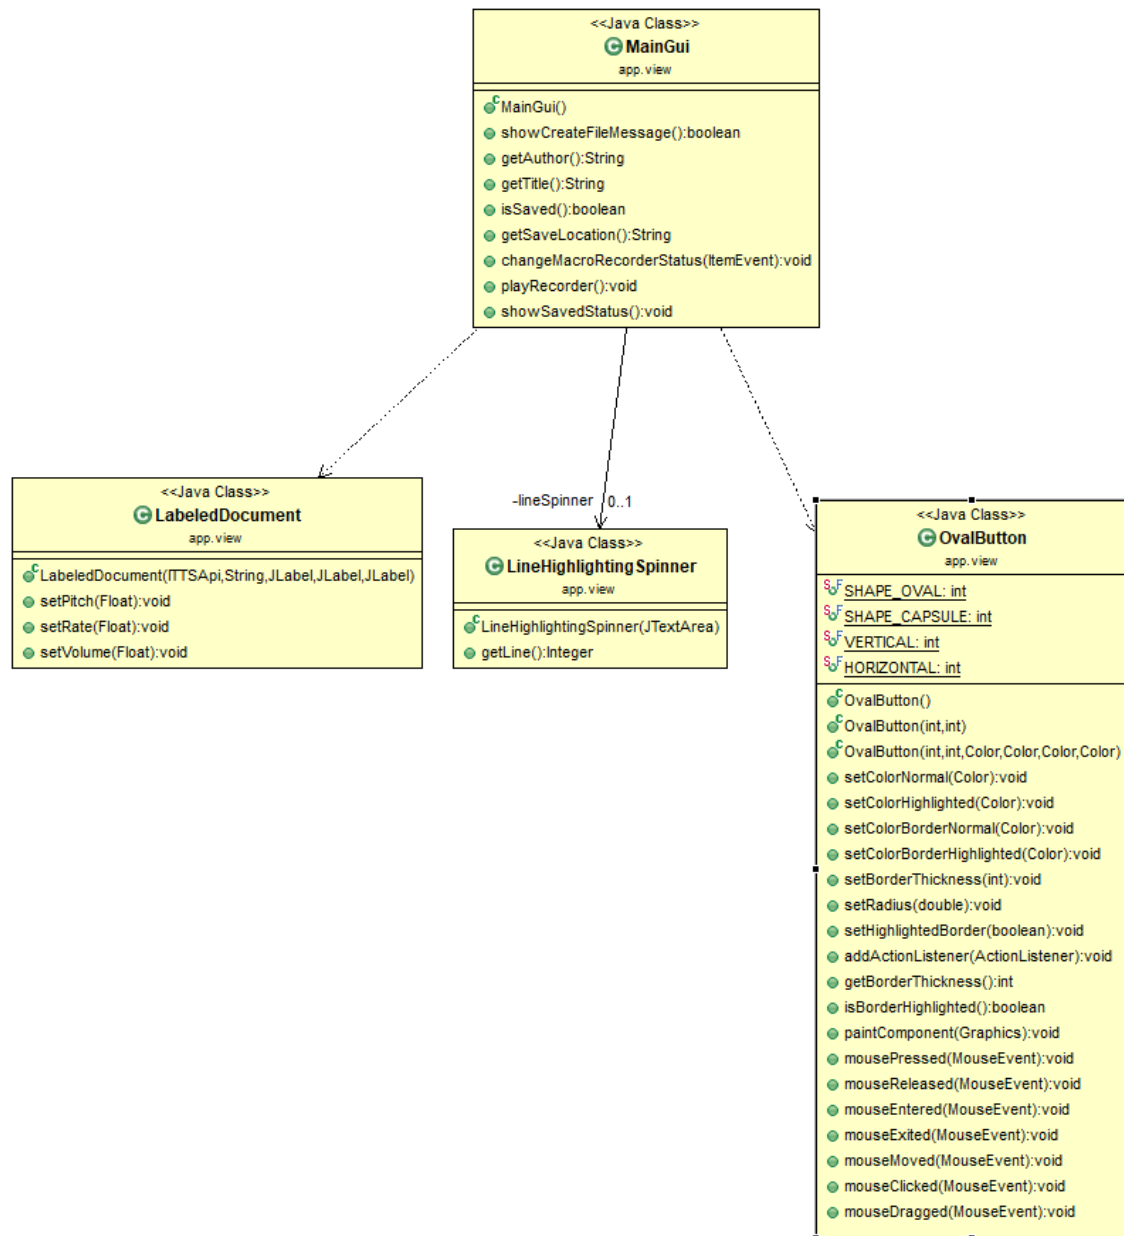 <<Java Class>>
MainGui
app.view
MainGui()
showCreateFileMessage():boolean
getAuthor():String
getTitle():String
isSaved():boolean
getSaveLocation():String
changeMacroRecorderStatus(ItemEvent):void
playRecorder():void
showSavedStatus():void
<<Java Class>>
LabeledDocument
app.view
LabeledDocument(ITTSApi,String,JLabel,JLabel,JLabel)
setPitch(Float):void
setRate(Float):void
setVolume(Float):void
-lineSpinner 0..1
<<Java Class>>
LineHighlightingSpinner
app.view
LineHighlightingSpinner(JTextArea)
getLine():Integer
<<Java Class>>
OvalButton
app.view
SHAPE_OVAL: int
SHAPE_CAPSULE: int
VERTICAL: int
HORIZONTAL: int
OvalButton()
OvalButton(int,int)
OvalButton(int,int,Color,Color,Color,Color)
setColorNormal(Color):void
setColorHighlighted(Color):void
setColorBorderNormal(Color):void
setColorBorderHighlighted(Color):void
setBorderThickness(int):void
setRadius(double):void
setHighlightedBorder(boolean):void
addActionListener(ActionListener):void
getBorderThickness():int
isBorderHighlighted():boolean
paintComponent(Graphics):void
mousePressed(MouseEvent):void
mouseReleased(MouseEvent):void
mouseEntered(MouseEvent):void
mouseExited(MouseEvent):void
mouseMoved(MouseEvent):void
mouseClicked(MouseEvent):void
mouseDragged(MouseEvent):void